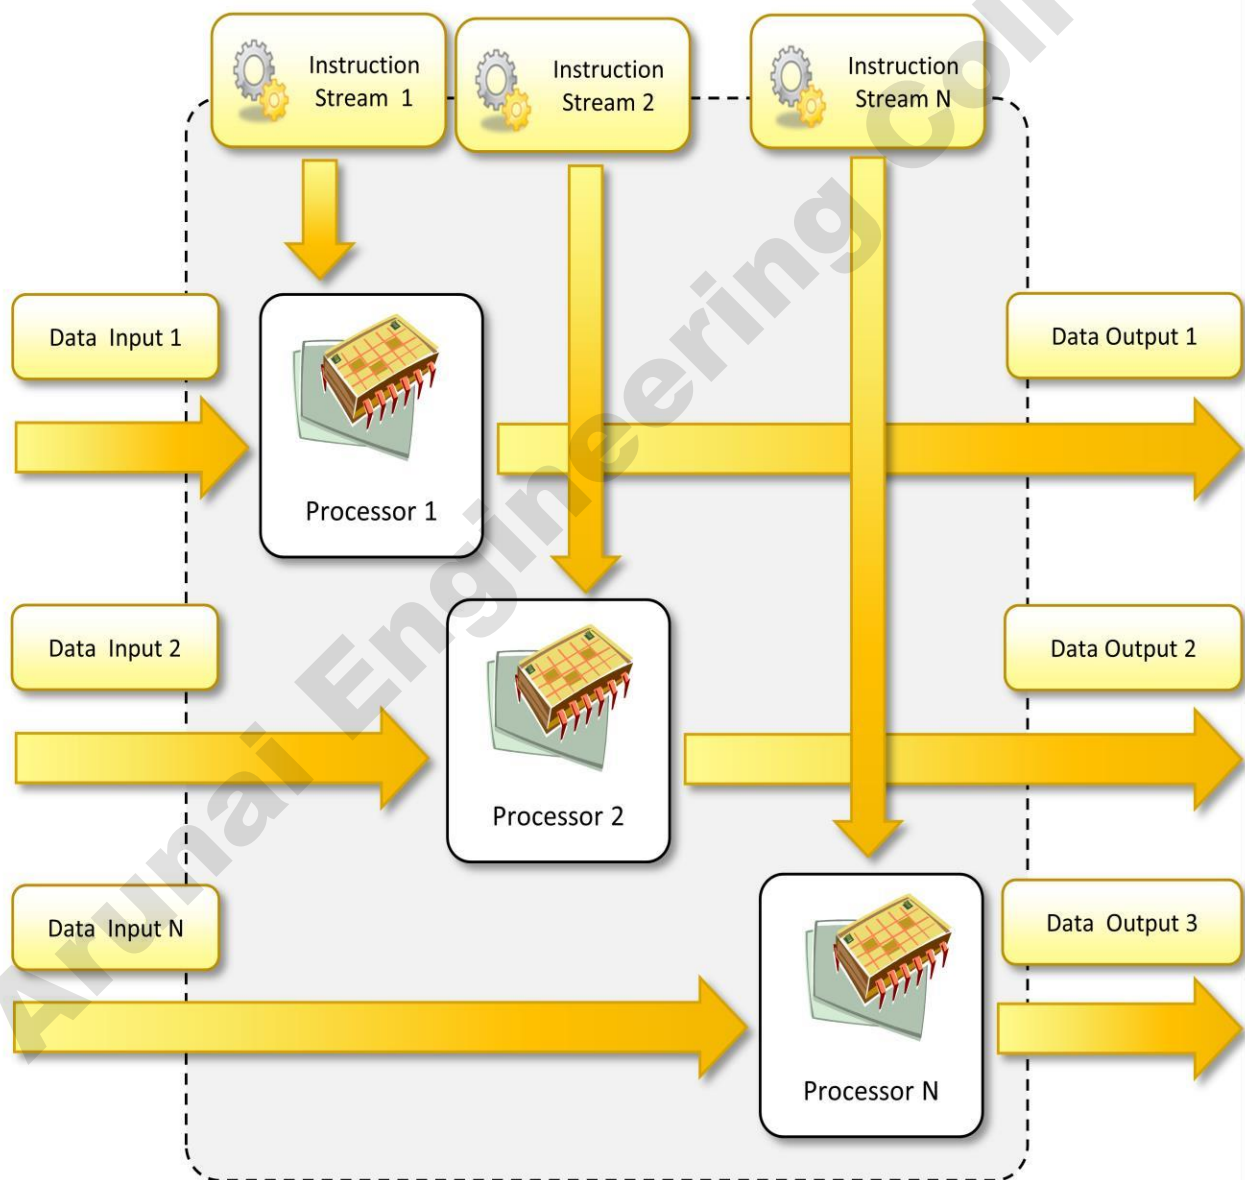 Instruction
Stream 1
Instruction
Stream 2
Instruction
Stream N
Data Input 1
Data Output 1
Processor 1
Data Input 2
Data Output 2
Processor 2
Data Input N
Data Output 3
Processor N
Arunai Engineering Coll